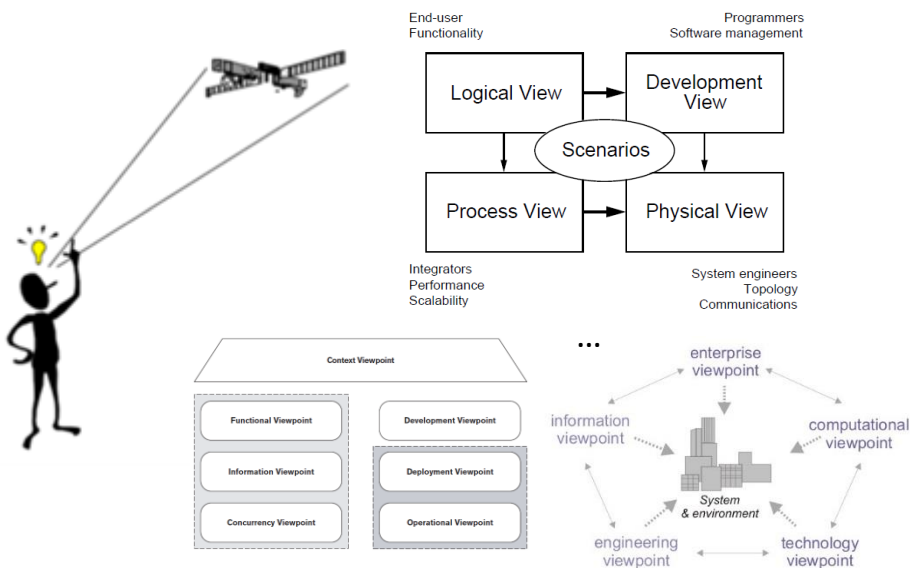 End-user
Functionality
Programmers
Software management
Logical View
Development
View
Scenarios
Process View
Physical View
Integrators
Performance
Scalability
System engineers
Topology
Communications
...
Context Viewpoint
Functional Viewpoint
Development Viewpoint
Information Viewpoint
Deployment Viewpoint
Concurrency Viewpoint
Operational Viewpoint
enterprise
viewpoint
information
viewpoint
computational
viewpoint
System
& environment
engineering
viewpoint
technology
viewpoint